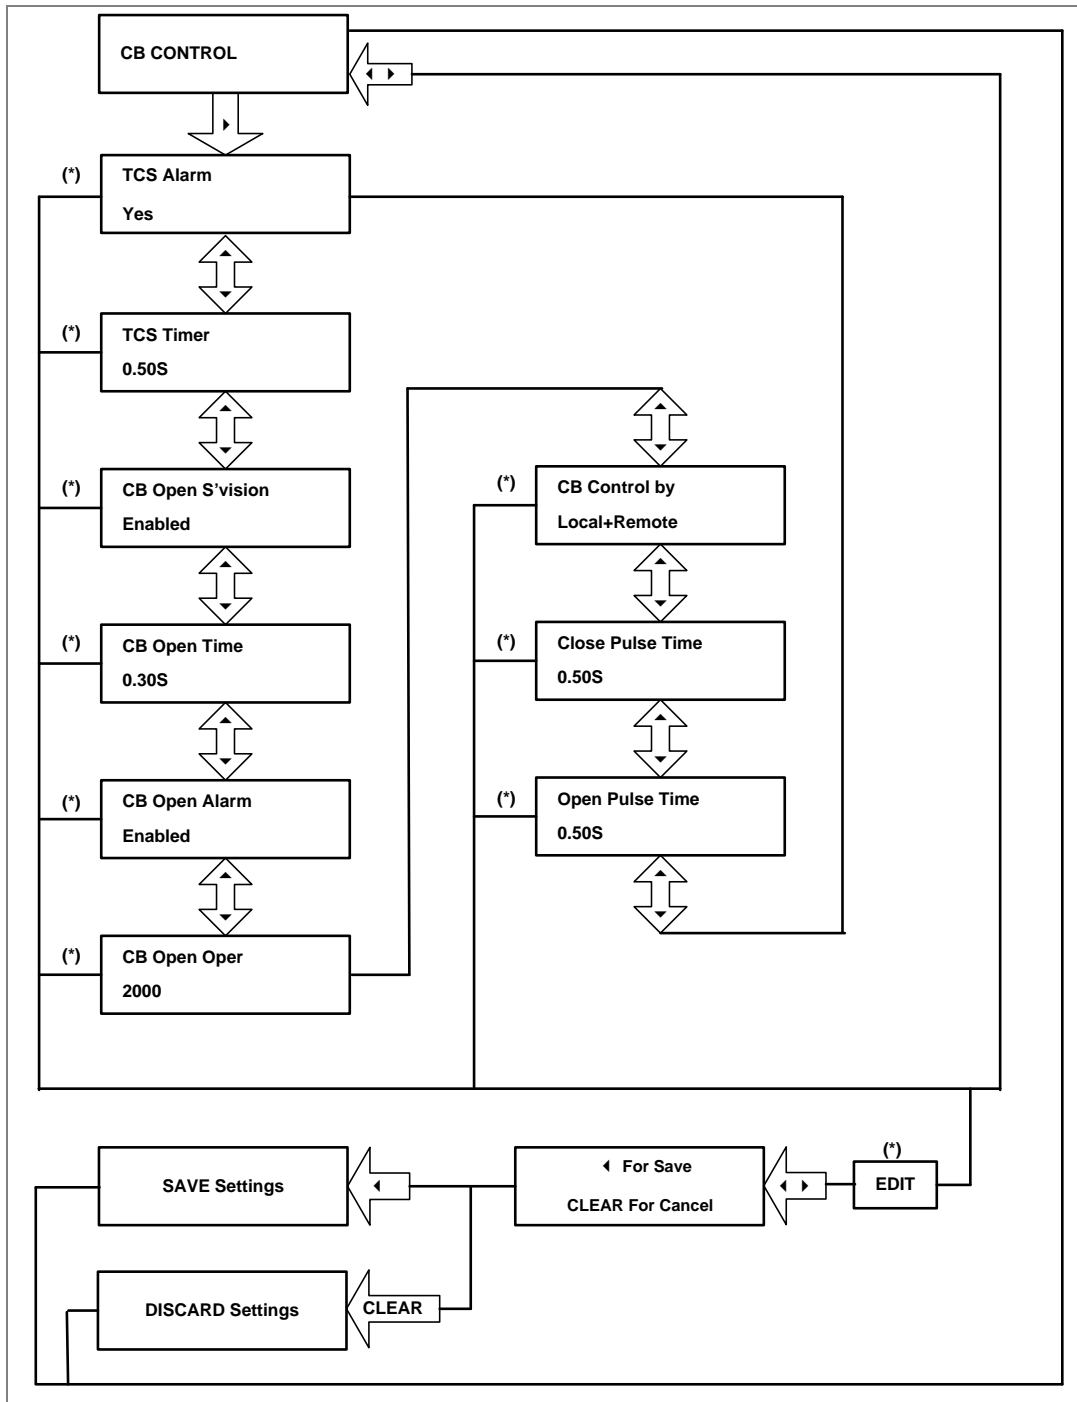 CB CONTROL
(*)
TCS Alarm
Yes
(*)
TCS Timer
0.50S
(*)
CB Open S'vision
Enabled
(*)
CB Open Time
0.30S
(*)
CB Open Alarm
Enabled
(*)
CB Open Oper
2000
(*)
CB Control by
Local+Remote
(*)
Close Pulse Time
0.50S
(*)
Open Pulse Time
0.50S
(*)
EDIT
For Save
CLEAR For Cancel
SAVE Settings
CLEAR
DISCARD Settings